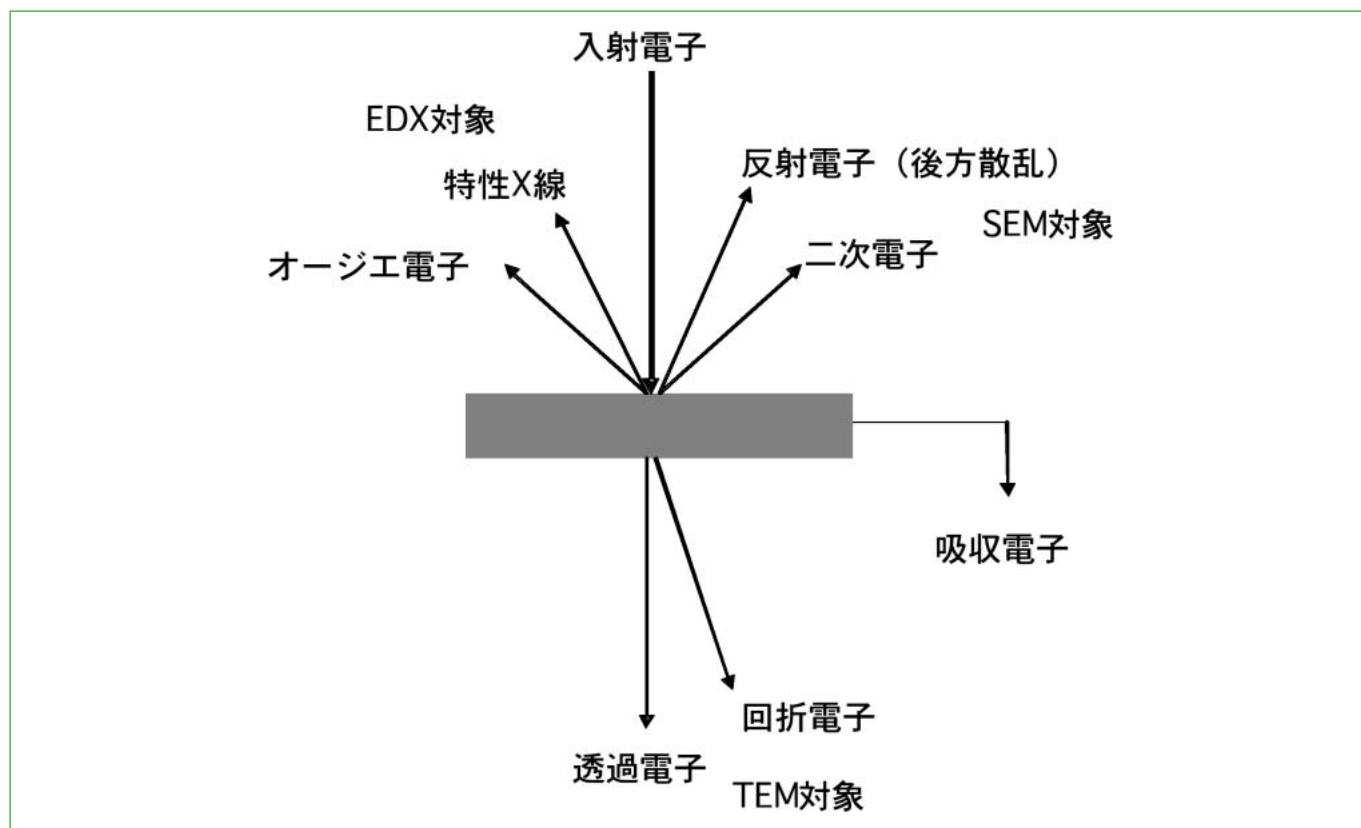 入射電子
EDX対象
反射電子（後方散乱）
特性X線
SEM対象
二次電子
オージエ電子
吸収電子
回折電子
透過電子
TEM対象